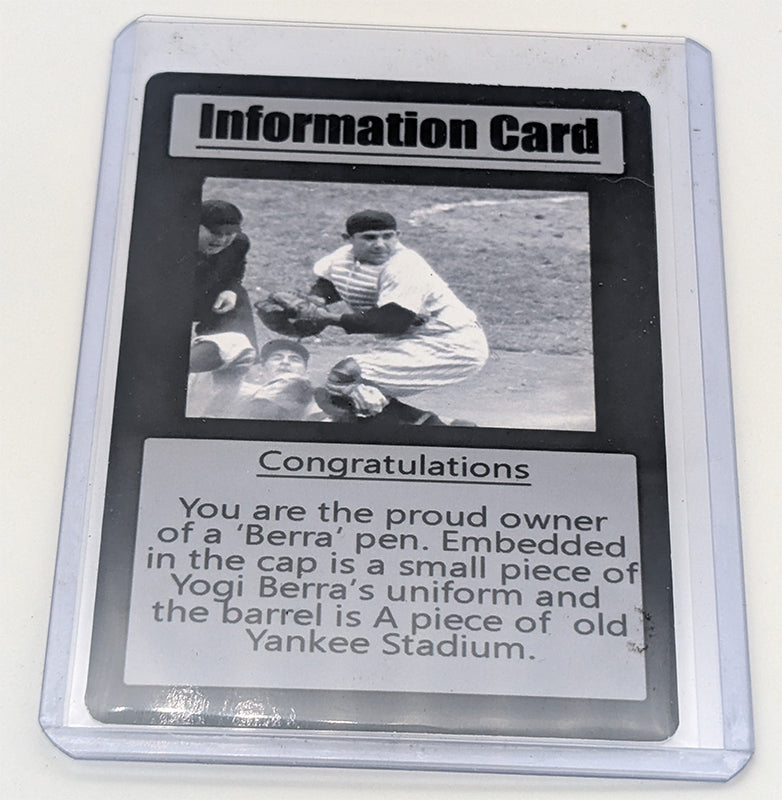 Information Card
Congratulations
You are the proud owner
of a ‘Berra’ pen. Embedded
in the cap is a small piece of
Yogi Berra’s uniform and
the barrel is A piece of old
Yankee Stadium.